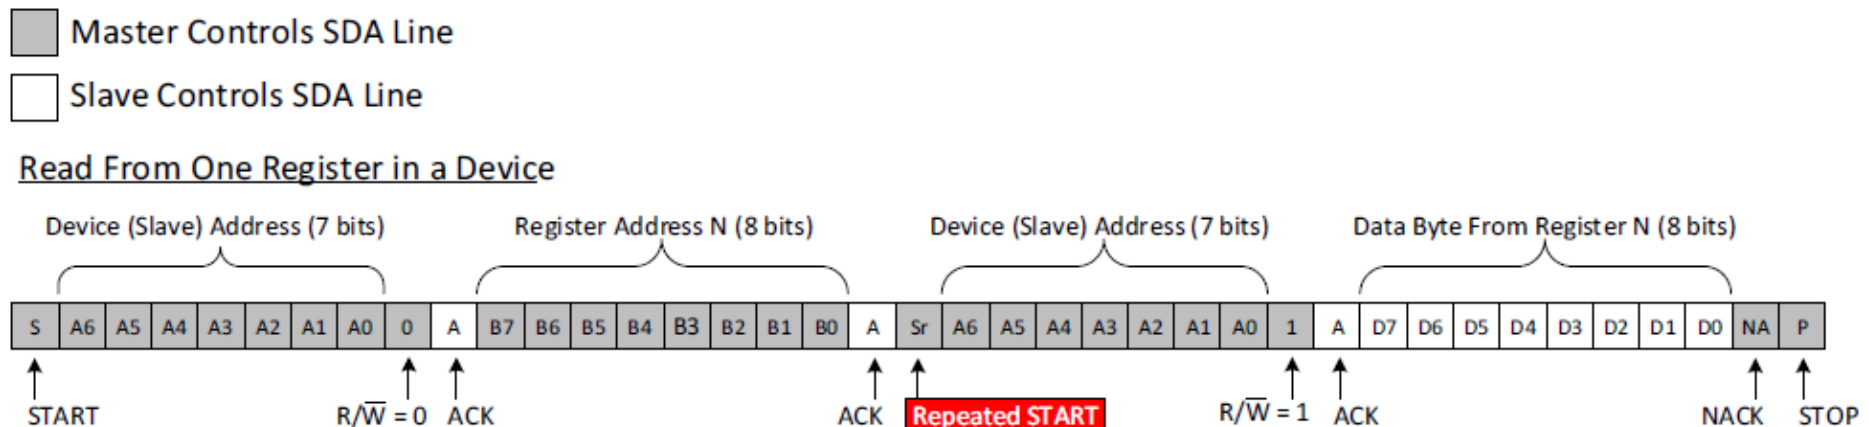 Master Controls SDA Line
Slave Controls SDA Line
Read From One Register in a Device
Device (Slave) Address (7 bits) Register Address N (8 bits) Device (Slave) Address (7 bits) Data Byte From Register N (8 bits)
S A6 A5 A4 A3 A2 A1 A0 0 A B7 B6 B5 B4 B3 B2 B1 B0 A Sr A6 A5 A4 A3 A2 A1 A0 1 A D7 D6 D5 D4 D3 D2 D1 D0 NA P
START R/W̅ = 0 ACK ACK Repeated START R/W̅ = 1 ACK NACK STOP